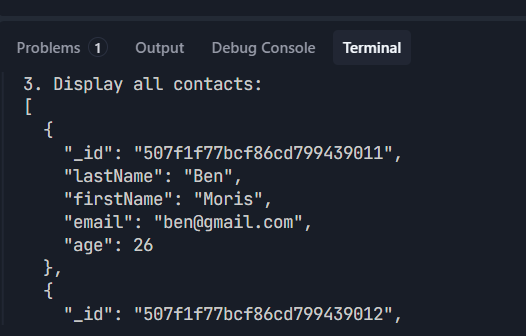 Problems 1 Output Debug Console Terminal
3. Display all contacts:
[
  {
    "_id": "507f1f77bcf86cd799439011",
    "lastName": "Ben",
    "firstName": "Moris",
    "email": "ben@gmail.com",
    "age": 26
  },
  {
    "_id": "507f1f77bcf86cd799439012",